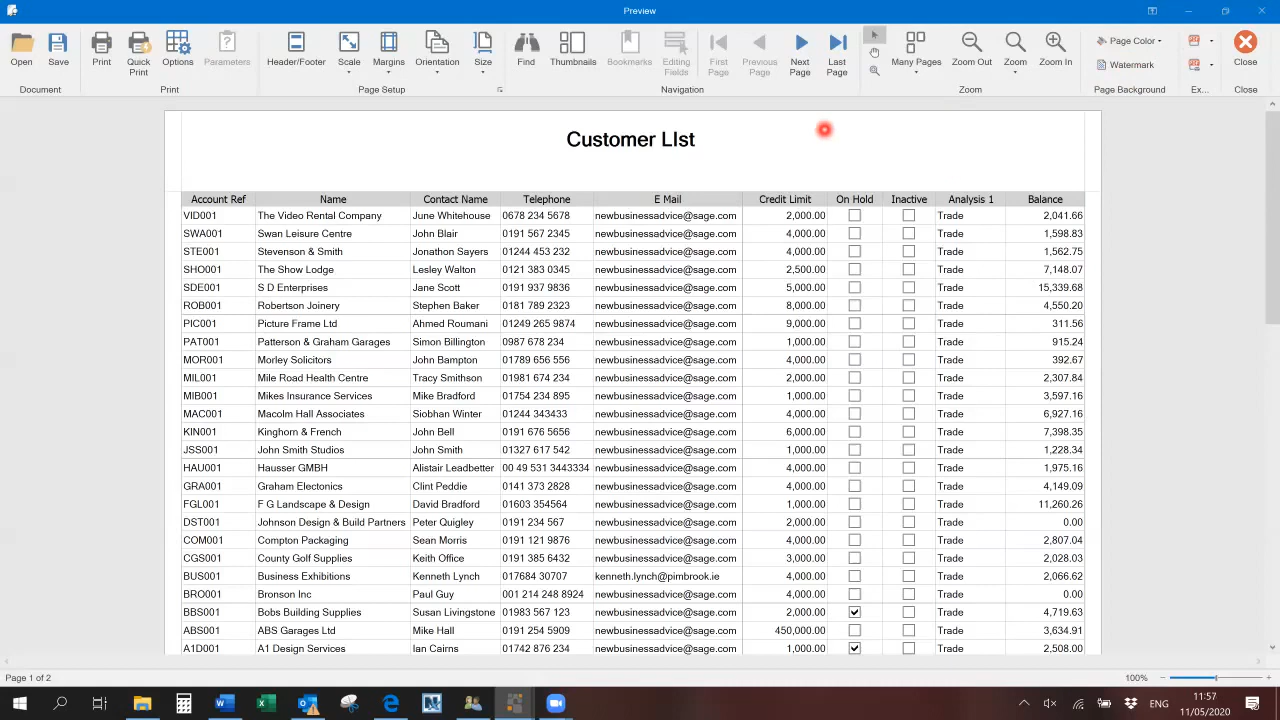 Preview
Open Save Print Quick Print Options Parameters Header/Footer Scale Margins Orientation Size Find Thumbnails Bookmarks Editing Fields First Page Previous Page Next Page Last Page Many Pages Zoom Out Zoom Zoom In Page Color Watermark Close
Document Print Page Setup Navigation Zoom Page Background Ex... Close
Customer LIst
Account Ref Name Contact Name Telephone E Mail Credit Limit On Hold Inactive Analysis 1 Balance
VID001 The Video Rental Company June Whitehouse 0678 234 5678 newbusinessadvice@sage.com 2,000.00 Trade 2,041.66
SWA001 Swan Leisure Centre John Blair 0191 567 2345 newbusinessadvice@sage.com 4,000.00 Trade 1,598.83
STE001 Stevenson & Smith Jonathon Sayers 01244 453 232 newbusinessadvice@sage.com 4,000.00 Trade 1,562.75
SHO001 The Show Lodge Lesley Walton 0121 383 0345 newbusinessadvice@sage.com 2,500.00 Trade 7,148.07
SDE001 S D Enterprises Jane Scott 0191 937 9836 newbusinessadvice@sage.com 5,000.00 Trade 15,339.68
ROB001 Robertson Joinery Stephen Baker 0181 789 2323 newbusinessadvice@sage.com 8,000.00 Trade 4,550.20
PIC001 Picture Frame Ltd Ahmed Roumani 01249 265 9874 newbusinessadvice@sage.com 9,000.00 Trade 311.56
PAT001 Patterson & Graham Garages Simon Billington 0987 678 234 newbusinessadvice@sage.com 1,000.00 Trade 915.24
MOR001 Morley Solicitors John Bampton 01789 656 556 newbusinessadvice@sage.com 4,000.00 Trade 392.67
MIL001 Mile Road Health Centre Tracy Smithson 01981 674 234 newbusinessadvice@sage.com 2,000.00 Trade 2,307.84
MIB001 Mikes Insurance Services Mike Bradford 01754 234 895 newbusinessadvice@sage.com 1,000.00 Trade 3,597.16
MAC001 Macolm Hall Associates Siobhan Winter 01244 343433 newbusinessadvice@sage.com 4,000.00 Trade 6,927.16
KIN001 Kinghorn & French John Bell 0191 676 5656 newbusinessadvice@sage.com 6,000.00 Trade 7,398.35
JSS001 John Smith Studios John Smith 01327 617 542 newbusinessadvice@sage.com 1,000.00 Trade 1,228.34
HAU001 Hausser GMBH Alistair Leadbetter 00 49 531 3443334 newbusinessadvice@sage.com 4,000.00 Trade 1,975.16
GRA001 Graham Electonics Clint Peddie 0141 373 2828 newbusinessadvice@sage.com 4,000.00 Trade 4,149.09
FGL001 F G Landscape & Design David Bradford 01603 354564 newbusinessadvice@sage.com 1,000.00 Trade 11,260.26
DST001 Johnson Design & Build Partners Peter Quigley 0191 234 567 newbusinessadvice@sage.com 2,000.00 Trade 0.00
COM001 Compton Packaging Sean Morris 0191 121 9876 newbusinessadvice@sage.com 4,000.00 Trade 2,807.04
CGS001 County Golf Supplies Keith Office 0191 385 6432 newbusinessadvice@sage.com 3,000.00 Trade 2,028.03
BUS001 Business Exhibitions Kenneth Lynch 017684 30707 kenneth.lynch@pimbrook.ie 4,000.00 Trade 2,066.62
BRO001 Bronson Inc Paul Guy 001 214 248 8924 newbusinessadvice@sage.com 4,000.00 Trade 0.00
BBS001 Bobs Building Supplies Susan Livingstone 01983 567 123 newbusinessadvice@sage.com 2,000.00 Trade 4,719.63
ABS001 ABS Garages Ltd Mike Hall 0191 254 5909 newbusinessadvice@sage.com 450,000.00 Trade 3,634.91
A1D001 A1 Design Services Ian Cairns 01742 876 234 newbusinessadvice@sage.com 1,000.00 Trade 2,508.00
Page 1 of 2 100%
ENG 11:57
11/05/2020